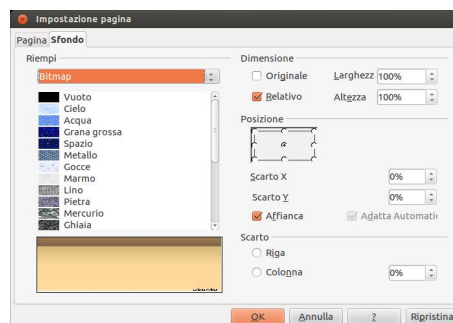 Impostazione pagina
Pagina Sfondo
Riempi
Bitmap
Vuoto
Cielo
Acqua
Grana grossa
Spazio
Metallo
Gocce
Marmo
Lino
Pietra
Mercurio
Ghiaia
Dimensione
Originale Larghezz 100%
Relativo Altezza 100%
Posizione
Scarto X 0%
Scarto Y 0%
Affianca Adatta Automatic
Scarto
Riga
Colonna 0%
OK Annulla ? Ripristina